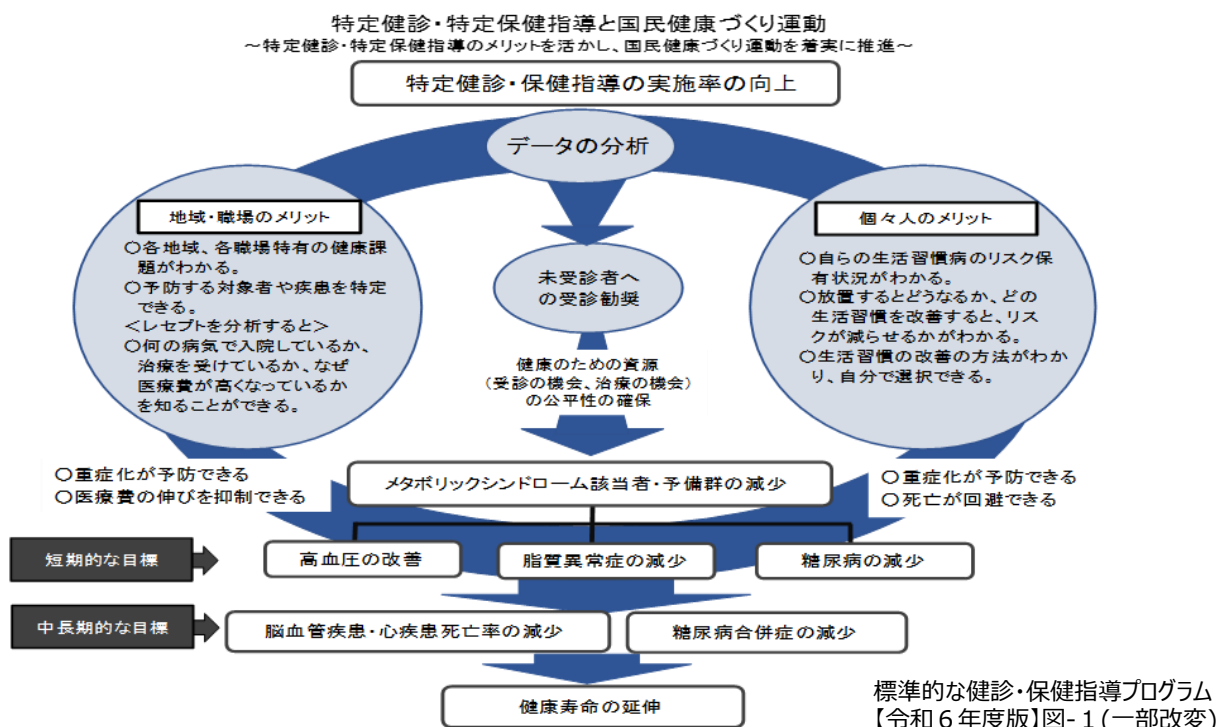 特定健診・特定保健指導と国民健康づくり運動
～特定健診・特定保健指導のメリットを活かし、国民健康づくり運動を着実に推進～
特定健診・保健指導の実施率の向上
データの分析
地域・職場のメリット
〇各地域、各職場特有の健康課
題がわかる。
〇予防する対象者や疾患を特定
できる。
＜レセプトを分析すると＞
〇何の病気で入院しているか、
治療を受けているか、なぜ
医療費が高くなっているか
を知ることができる。
未受診者へ
の受診勧奨
個々人のメリット
〇自らの生活習慣病のリスク保
有状況がわかる。
〇放置するとどうなるか、どの
生活習慣を改善すると、リス
クが減らせるかがわかる。
〇生活習慣の改善の方法がわか
り、自分で選択できる。
健康のための資源
(受診の機会、治療の機会)
の公平性の確保
〇重症化が予防できる
〇医療費の伸びを抑制できる
メタボリックシンドローム該当者・予備群の減少
〇重症化が予防できる
〇死亡が回避できる
短期的な目標
高血圧の改善
脂質異常症の減少
糖尿病の減少
中長期的な目標
脳血管疾患・心疾患死亡率の減少
糖尿病合併症の減少
健康寿命の延伸
標準的な健診・保健指導プログラム
【令和６年度版】図-１(一部改変)